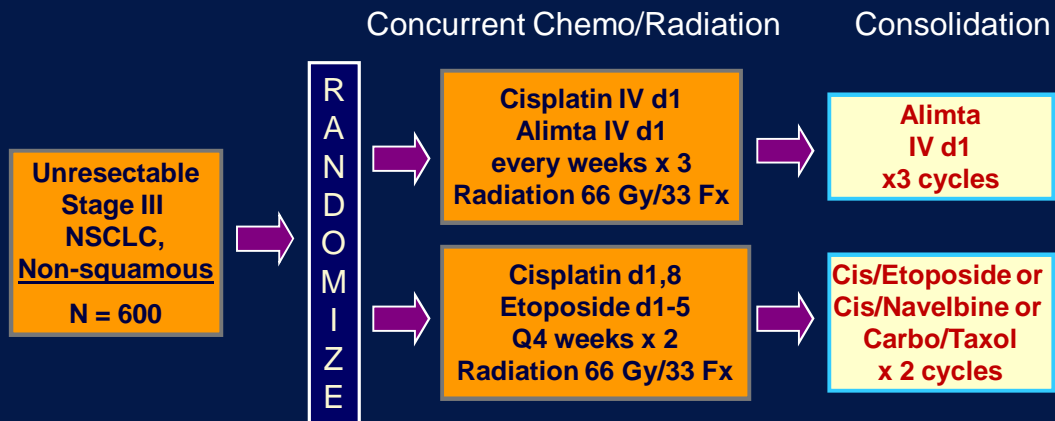 Concurrent Chemo/Radiation
Consolidation
Unresectable
Stage III
NSCLC,
Non-squamous
N = 600
R
A
N
D
O
M
I
Z
E
Cisplatin IV d1
Alimta IV d1
every weeks x 3
Radiation 66 Gy/33 Fx
Alimta
IV d1
x3 cycles
Cisplatin d1,8
Etoposide d1-5
Q4 weeks x 2
Radiation 66 Gy/33 Fx
Cis/Etoposide or
Cis/Navelbine or
Carbo/Taxol
x 2 cycles